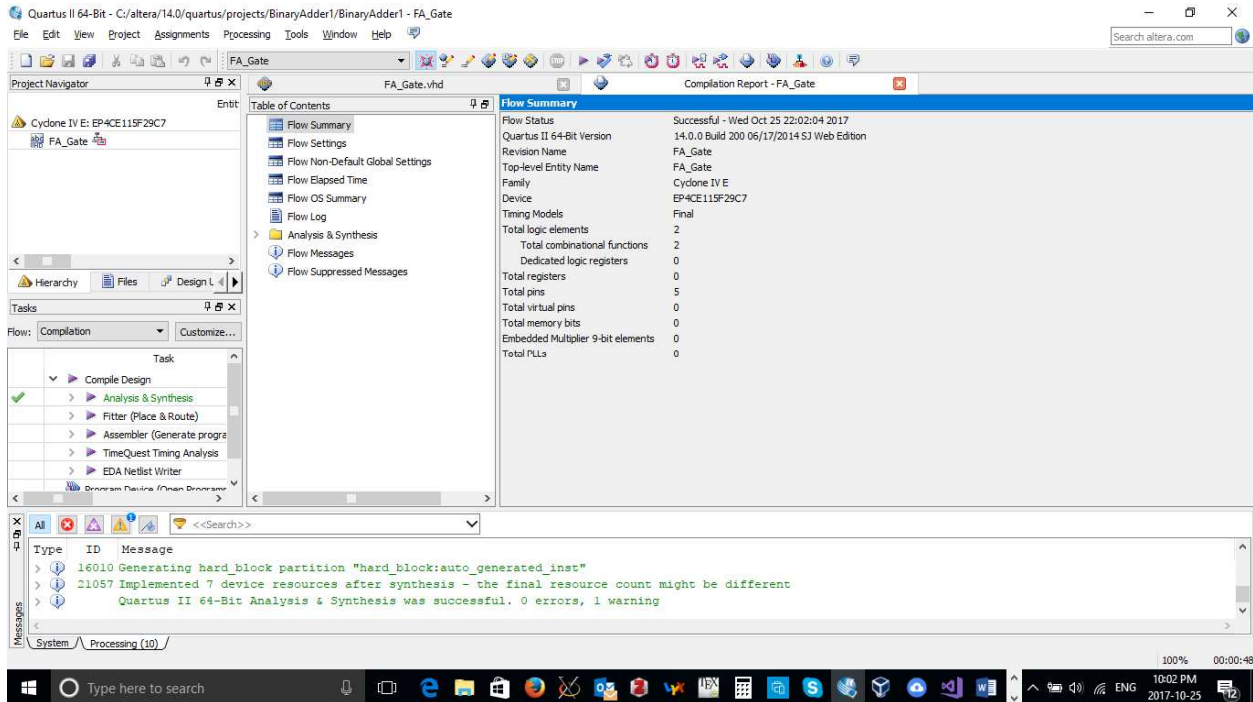 Quartus II 64-Bit - C:/altera/14.0/quartus/projects/BinaryAdder1/BinaryAdder1 - FA_Gate
File Edit View Project Assignments Processing Tools Window Help
Search altera.com
FA_Gate
Project Navigator
Entit
Cyclone IV E: EP4CE115F29C7
FA_Gate
Hierarchy Files Design U
Tasks
Flow: Compilation Customize...
Task
Compile Design
Analysis & Synthesis
Fitter (Place & Route)
Assembler (Generate progra
TimeQuest Timing Analysis
EDA Netlist Writer
Program Device (Open Programm
FA_Gate.vhd
Compilation Report - FA_Gate
Table of Contents
Flow Summary
Flow Settings
Flow Non-Default Global Settings
Flow Elapsed Time
Flow OS Summary
Flow Log
Analysis & Synthesis
Flow Messages
Flow Suppressed Messages
Flow Summary
Flow Status Successful - Wed Oct 25 22:02:04 2017
Quartus II 64-Bit Version 14.0.0 Build 200 06/17/2014 SJ Web Edition
Revision Name FA_Gate
Top-level Entity Name FA_Gate
Family Cyclone IV E
Device EP4CE115F29C7
Timing Models Final
Total logic elements 2
Total combinational functions 2
Dedicated logic registers 0
Total registers 0
Total pins 5
Total virtual pins 0
Total memory bits 0
Embedded Multiplier 9-bit elements 0
Total PLLs 0
All <<Search>>
Type ID Message
16010 Generating hard_block partition "hard_block:auto_generated_inst"
21057 Implemented 7 device resources after synthesis - the final resource count might be different
Quartus II 64-Bit Analysis & Synthesis was successful. 0 errors, 1 warning
Messages
System Processing (10)
100% 00:00:48
Type here to search
ENG
10:02 PM
2017-10-25
12